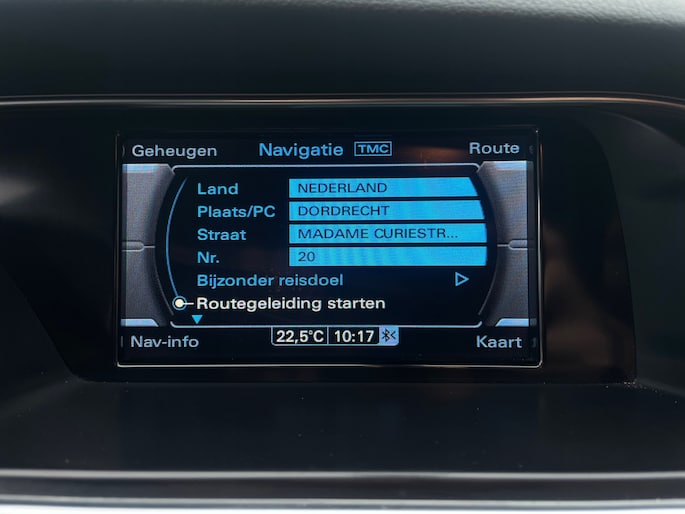 Geheugen Navigatie TMC Route
Land NEDERLAND
Plaats/PC DORDRECHT
Straat MADAME CURIESTR...
Nr. 20
Bijzonder reisdoel
Routegeleiding starten
Nav-info 22,5°C 10:17 Kaart